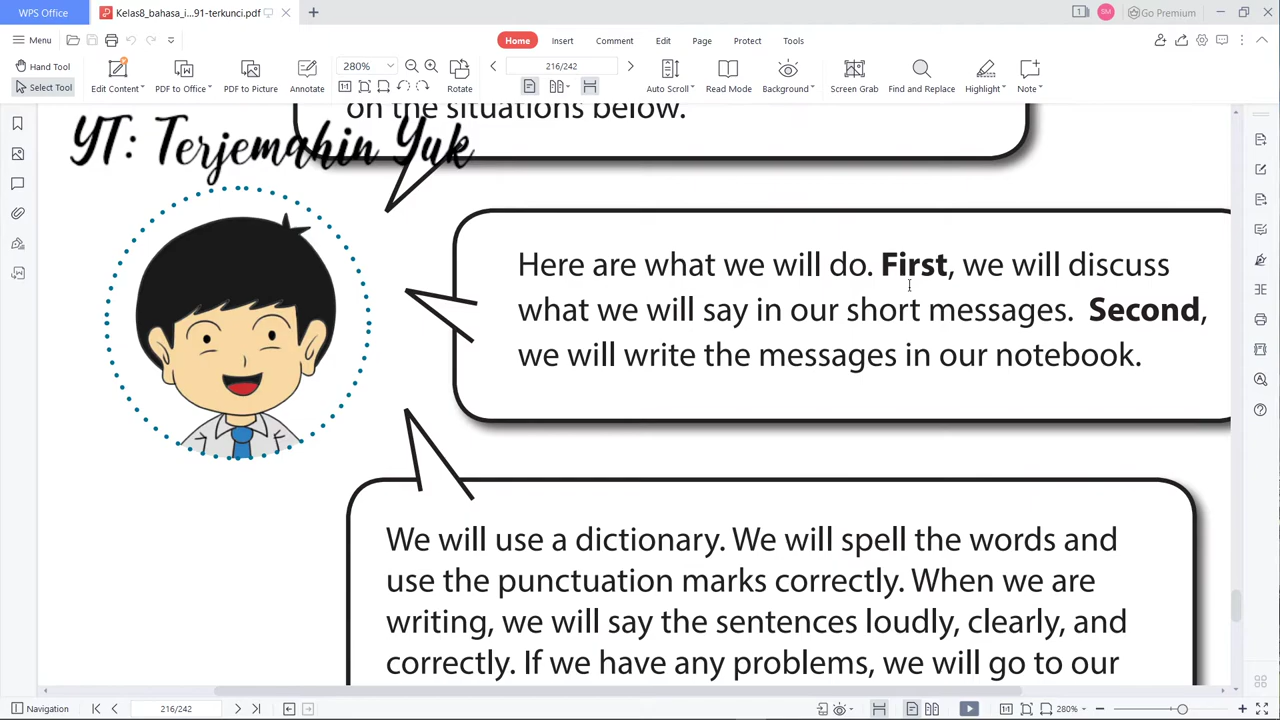 WPS Office
Kelas8_bahasa_i...91-terkunci.pdf
SM
Go Premium
Menu
Home
Insert
Comment
Edit
Page
Protect
Tools
Hand Tool
Select Tool
Edit Content
PDF to Office
PDF to Picture
Annotate
280%
Rotate
216/242
Auto Scroll
Read Mode
Background
Screen Grab
Find and Replace
Highlight
Note
on the situations below.
YT: Terjemahin Yuk
Here are what we will do. First, we will discuss
what we will say in our short messages. Second,
we will write the messages in our notebook.
We will use a dictionary. We will spell the words and
use the punctuation marks correctly. When we are
writing, we will say the sentences loudly, clearly, and
correctly. If we have any problems, we will go to our
Navigation
216/242
280%